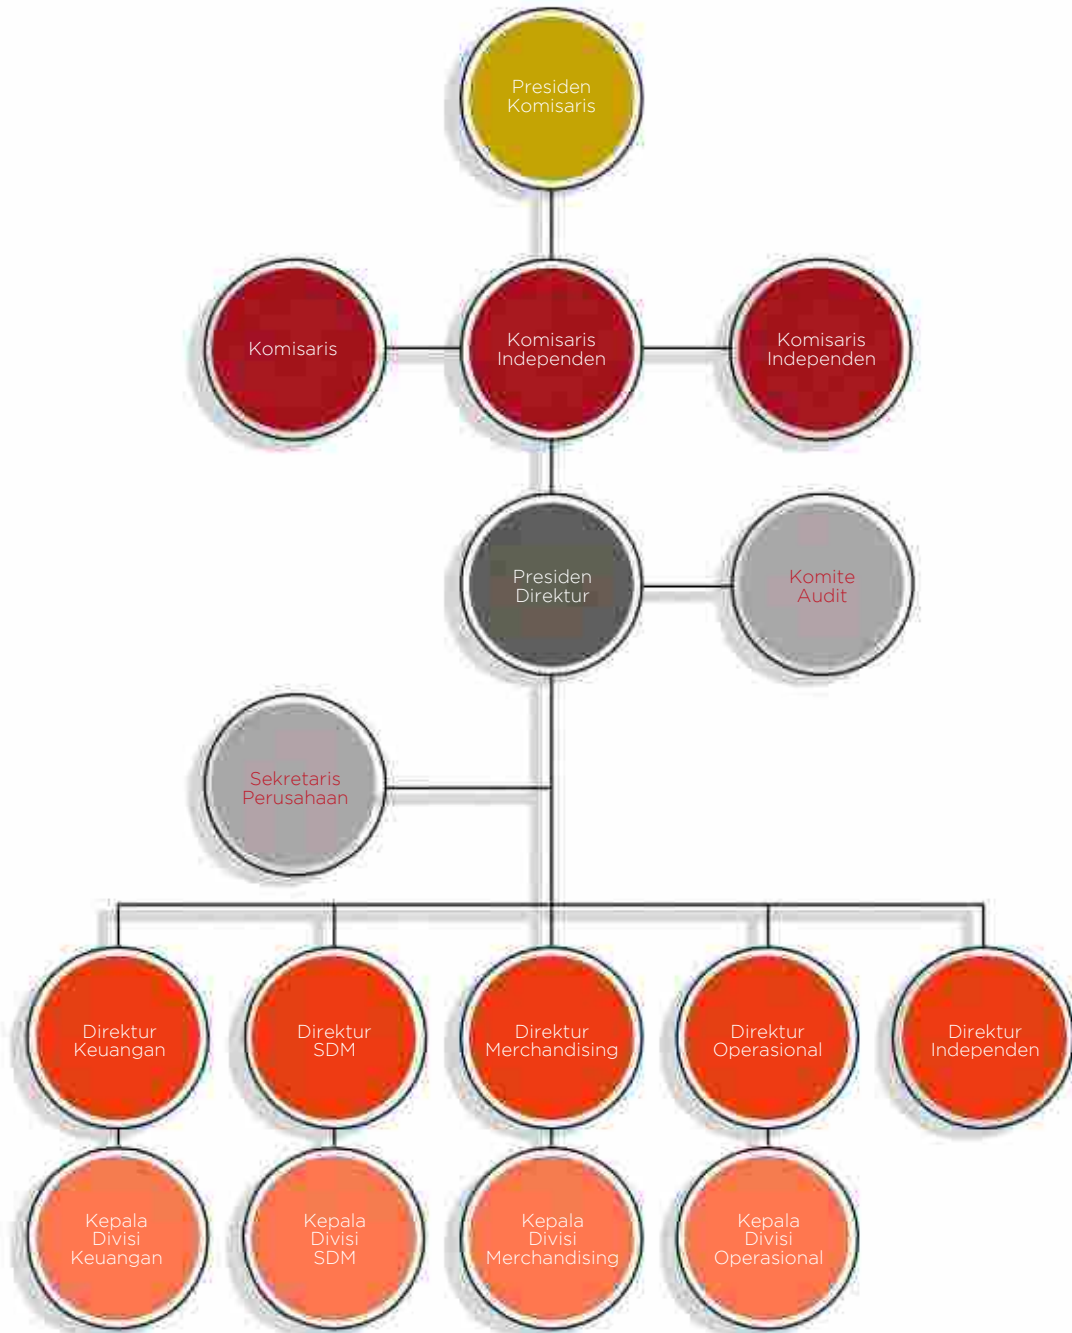 Presiden
Komisaris
Komisaris
Komisaris
Independen
Komisaris
Independen
Presiden
Direktur
Komite
Audit
Sekretaris
Perusahaan
Direktur
Keuangan
Direktur
SDM
Direktur
Merchandising
Direktur
Operasional
Direktur
Independen
Kepala
Divisi
Keuangan
Kepala
Divisi
SDM
Kepala
Divisi
Merchandising
Kepala
Divisi
Operasional